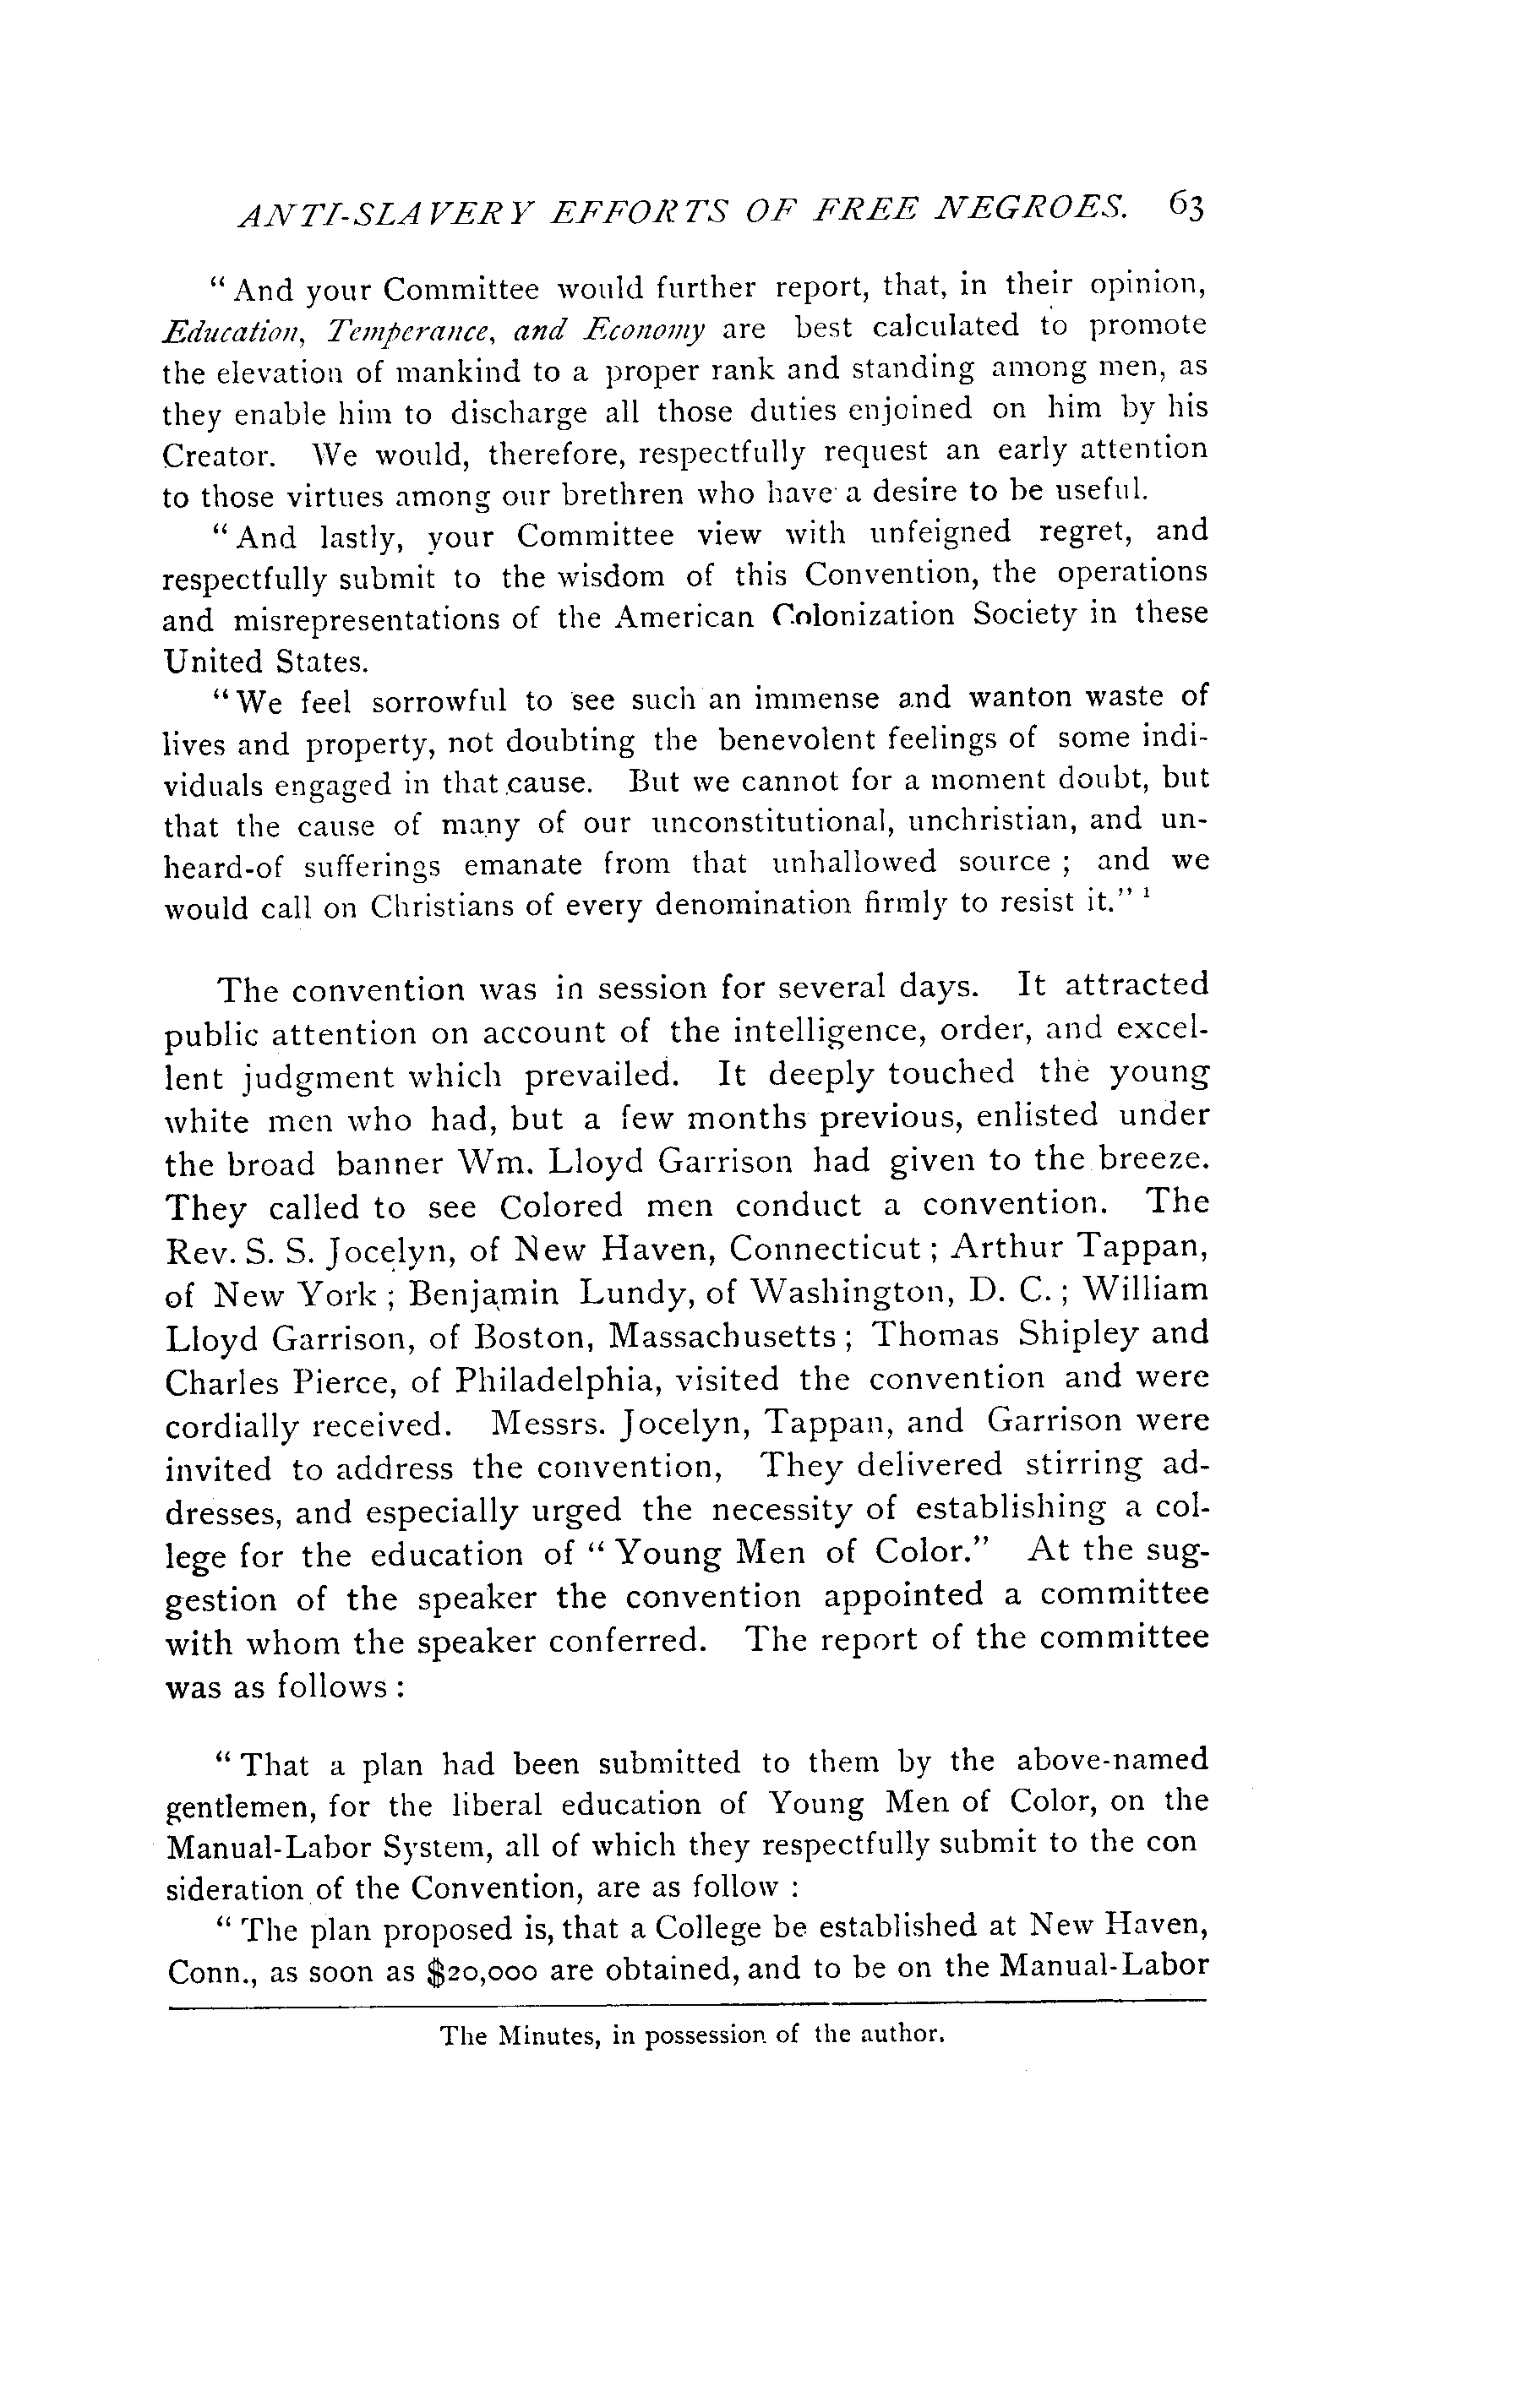 ANTI-SLAVERY EFFORTS OF FREE NEGROES. 63
“And your Committee would further report, that, in their opinion,
Education, Temperance, and Economy are best calculated to promote
the elevation of mankind to a proper rank and standing among men, as
they enable him to discharge all those duties enjoined on him by his
Creator. We would, therefore, respectfully request an early attention
to those virtues among our brethren who have a desire to be useful.
“And lastly, your Committee view with unfeigned regret, and
respectfully submit to the wisdom of this Convention, the operations
and misrepresentations of the American Colonization Society in these
United States.
“We feel sorrowful to see such an immense and wanton waste of
lives and property, not doubting the benevolent feelings of some indi-
viduals engaged in that cause. But we cannot for a moment doubt, but
that the cause of many of our unconstitutional, unchristian, and un-
heard-of sufferings emanate from that unhallowed source ; and we
would call on Christians of every denomination firmly to resist it.” ¹
The convention was in session for several days. It attracted
public attention on account of the intelligence, order, and excel-
lent judgment which prevailed. It deeply touched the young
white men who had, but a few months previous, enlisted under
the broad banner Wm. Lloyd Garrison had given to the breeze.
They called to see Colored men conduct a convention. The
Rev. S. S. Jocelyn, of New Haven, Connecticut ; Arthur Tappan,
of New York ; Benjamin Lundy, of Washington, D. C. ; William
Lloyd Garrison, of Boston, Massachusetts ; Thomas Shipley and
Charles Pierce, of Philadelphia, visited the convention and were
cordially received. Messrs. Jocelyn, Tappan, and Garrison were
invited to address the convention, They delivered stirring ad-
dresses, and especially urged the necessity of establishing a col-
lege for the education of “Young Men of Color.” At the sug-
gestion of the speaker the convention appointed a committee
with whom the speaker conferred. The report of the committee
was as follows :
“That a plan had been submitted to them by the above-named
gentlemen, for the liberal education of Young Men of Color, on the
Manual-Labor System, all of which they respectfully submit to the con
sideration of the Convention, are as follow :
“The plan proposed is, that a College be established at New Haven,
Conn., as soon as $20,000 are obtained, and to be on the Manual-Labor
The Minutes, in possession of the author.